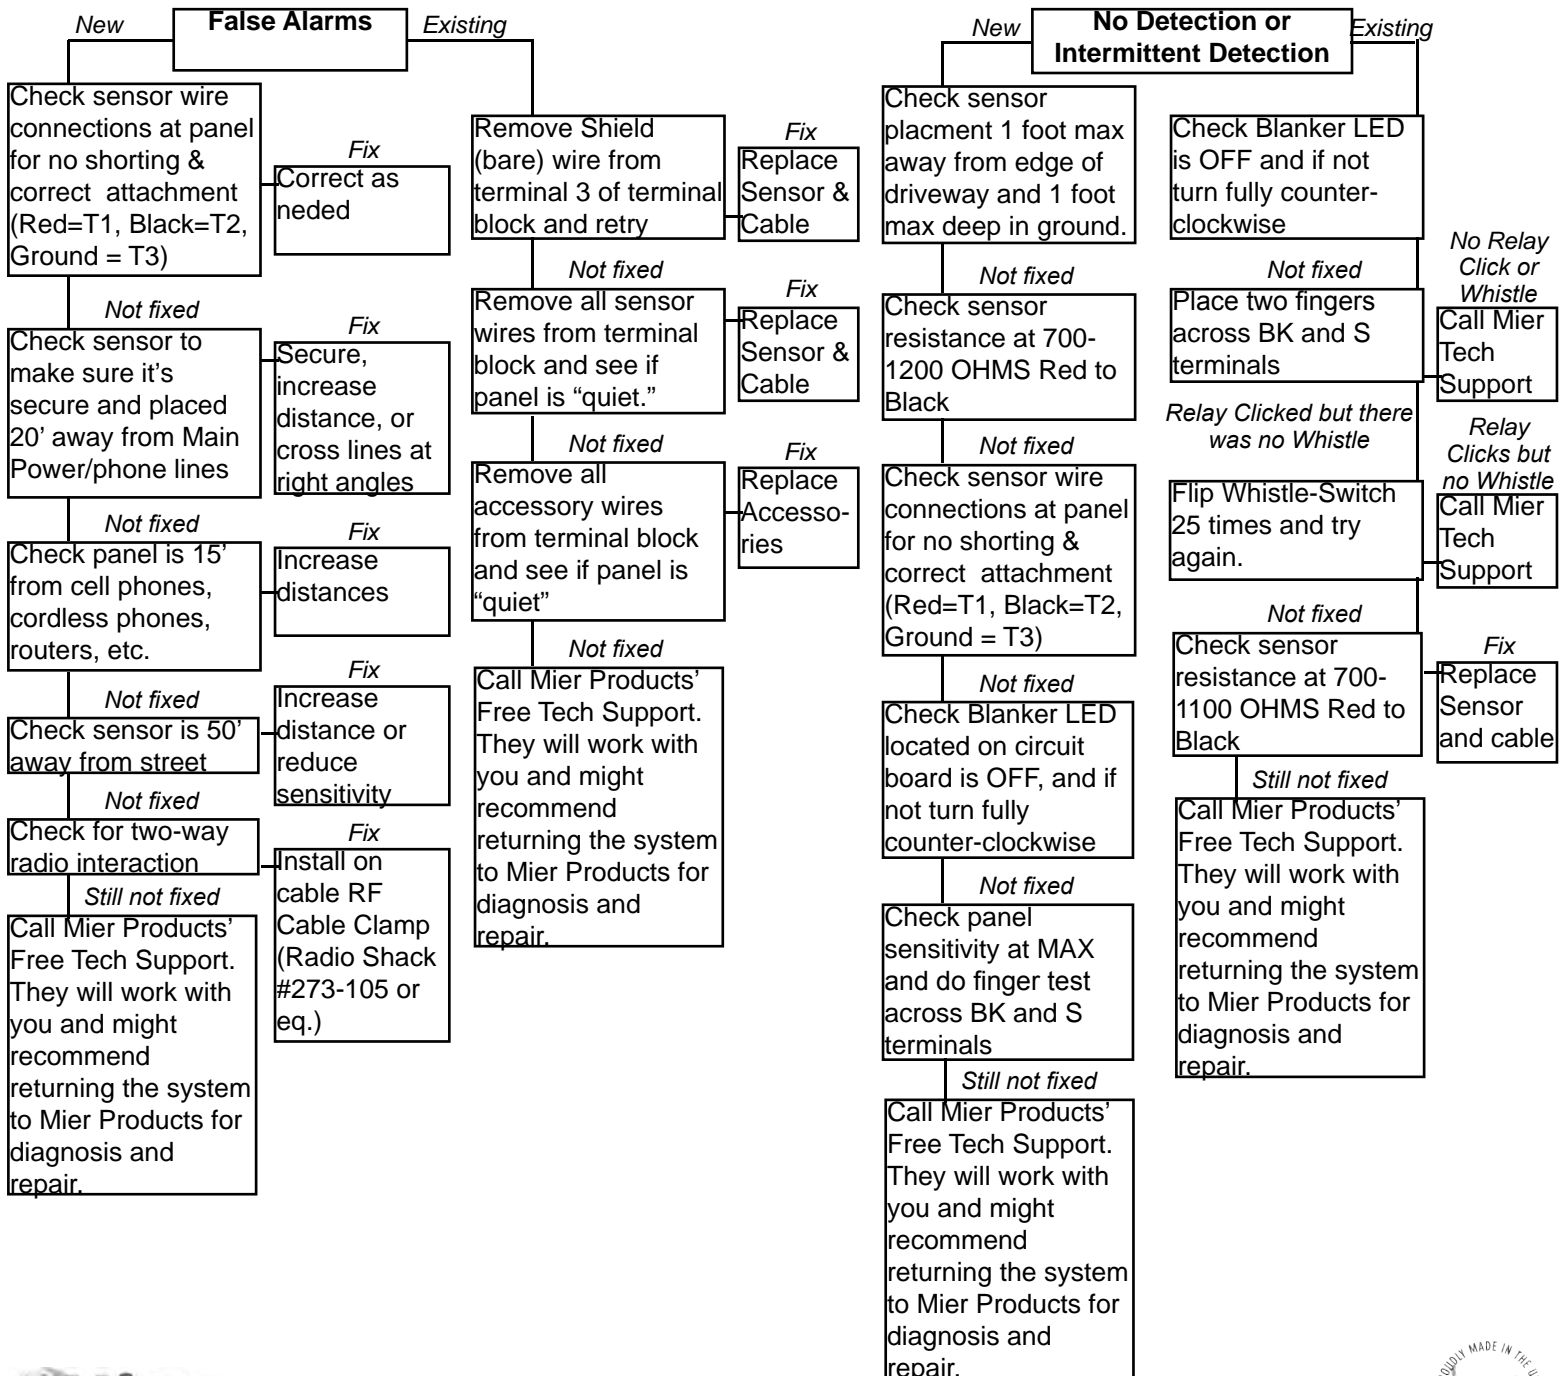 False Alarms
New
Existing
Check sensor wire
connections at panel
for no shorting &
correct attachment
(Red=T1, Black=T2,
Ground = T3)
Fix
Correct as
neded
Not fixed
Check sensor to
make sure it's
secure and placed
20’ away from Main
Power/phone lines
Fix
Secure,
increase
distance, or
cross lines at
right angles
Not fixed
Check panel is 15’
from cell phones,
cordless phones,
routers, etc.
Fix
Increase
distances
Not fixed
Check sensor is 50’
away from street
Fix
Increase
distance or
reduce
sensitivity
Not fixed
Check for two-way
radio interaction
Fix
Install on
cable RF
Cable Clamp
(Radio Shack
#273-105 or
eq.)
Still not fixed
Call Mier Products’
Free Tech Support.
They will work with
you and might
recommend
returning the system
to Mier Products for
diagnosis and
repair.
Remove Shield
(bare) wire from
terminal 3 of terminal
block and retry
Fix
Replace
Sensor &
Cable
Not fixed
Remove all sensor
wires from terminal
block and see if
panel is “quiet.”
Fix
Replace
Sensor &
Cable
Not fixed
Remove all
accessory wires
from terminal block
and see if panel is
“quiet”
Fix
Replace
Accesso-
ries
Not fixed
Call Mier Products’
Free Tech Support.
They will work with
you and might
recommend
returning the system
to Mier Products for
diagnosis and
repair.
No Detection or
Intermittent Detection
New
Existing
Check sensor
placment 1 foot max
away from edge of
driveway and 1 foot
max deep in ground.
Not fixed
Check sensor
resistance at 700-
1200 OHMS Red to
Black
Not fixed
Check sensor wire
connections at panel
for no shorting &
correct attachment
(Red=T1, Black=T2,
Ground = T3)
Not fixed
Check Blanker LED
located on circuit
board is OFF, and if
not turn fully
counter-clockwise
Not fixed
Check panel
sensitivity at MAX
and do finger test
across BK and S
terminals
Still not fixed
Call Mier Products’
Free Tech Support.
They will work with
you and might
recommend
returning the system
to Mier Products for
diagnosis and
repair.
Check Blanker LED
is OFF and if not
turn fully counter-
clockwise
Not fixed
Place two fingers
across BK and S
terminals
No Relay
Click or
Whistle
Call Mier
Tech
Support
Relay Clicked but there
was no Whistle
Flip Whistle-Switch
25 times and try
again.
Relay
Clicks but
no Whistle
Call Mier
Tech
Support
Not fixed
Check sensor
resistance at 700-
1100 OHMS Red to
Black
Fix
Replace
Sensor
and cable
Still not fixed
Call Mier Products’
Free Tech Support.
They will work with
you and might
recommend
returning the system
to Mier Products for
diagnosis and
repair.
MADE IN THE